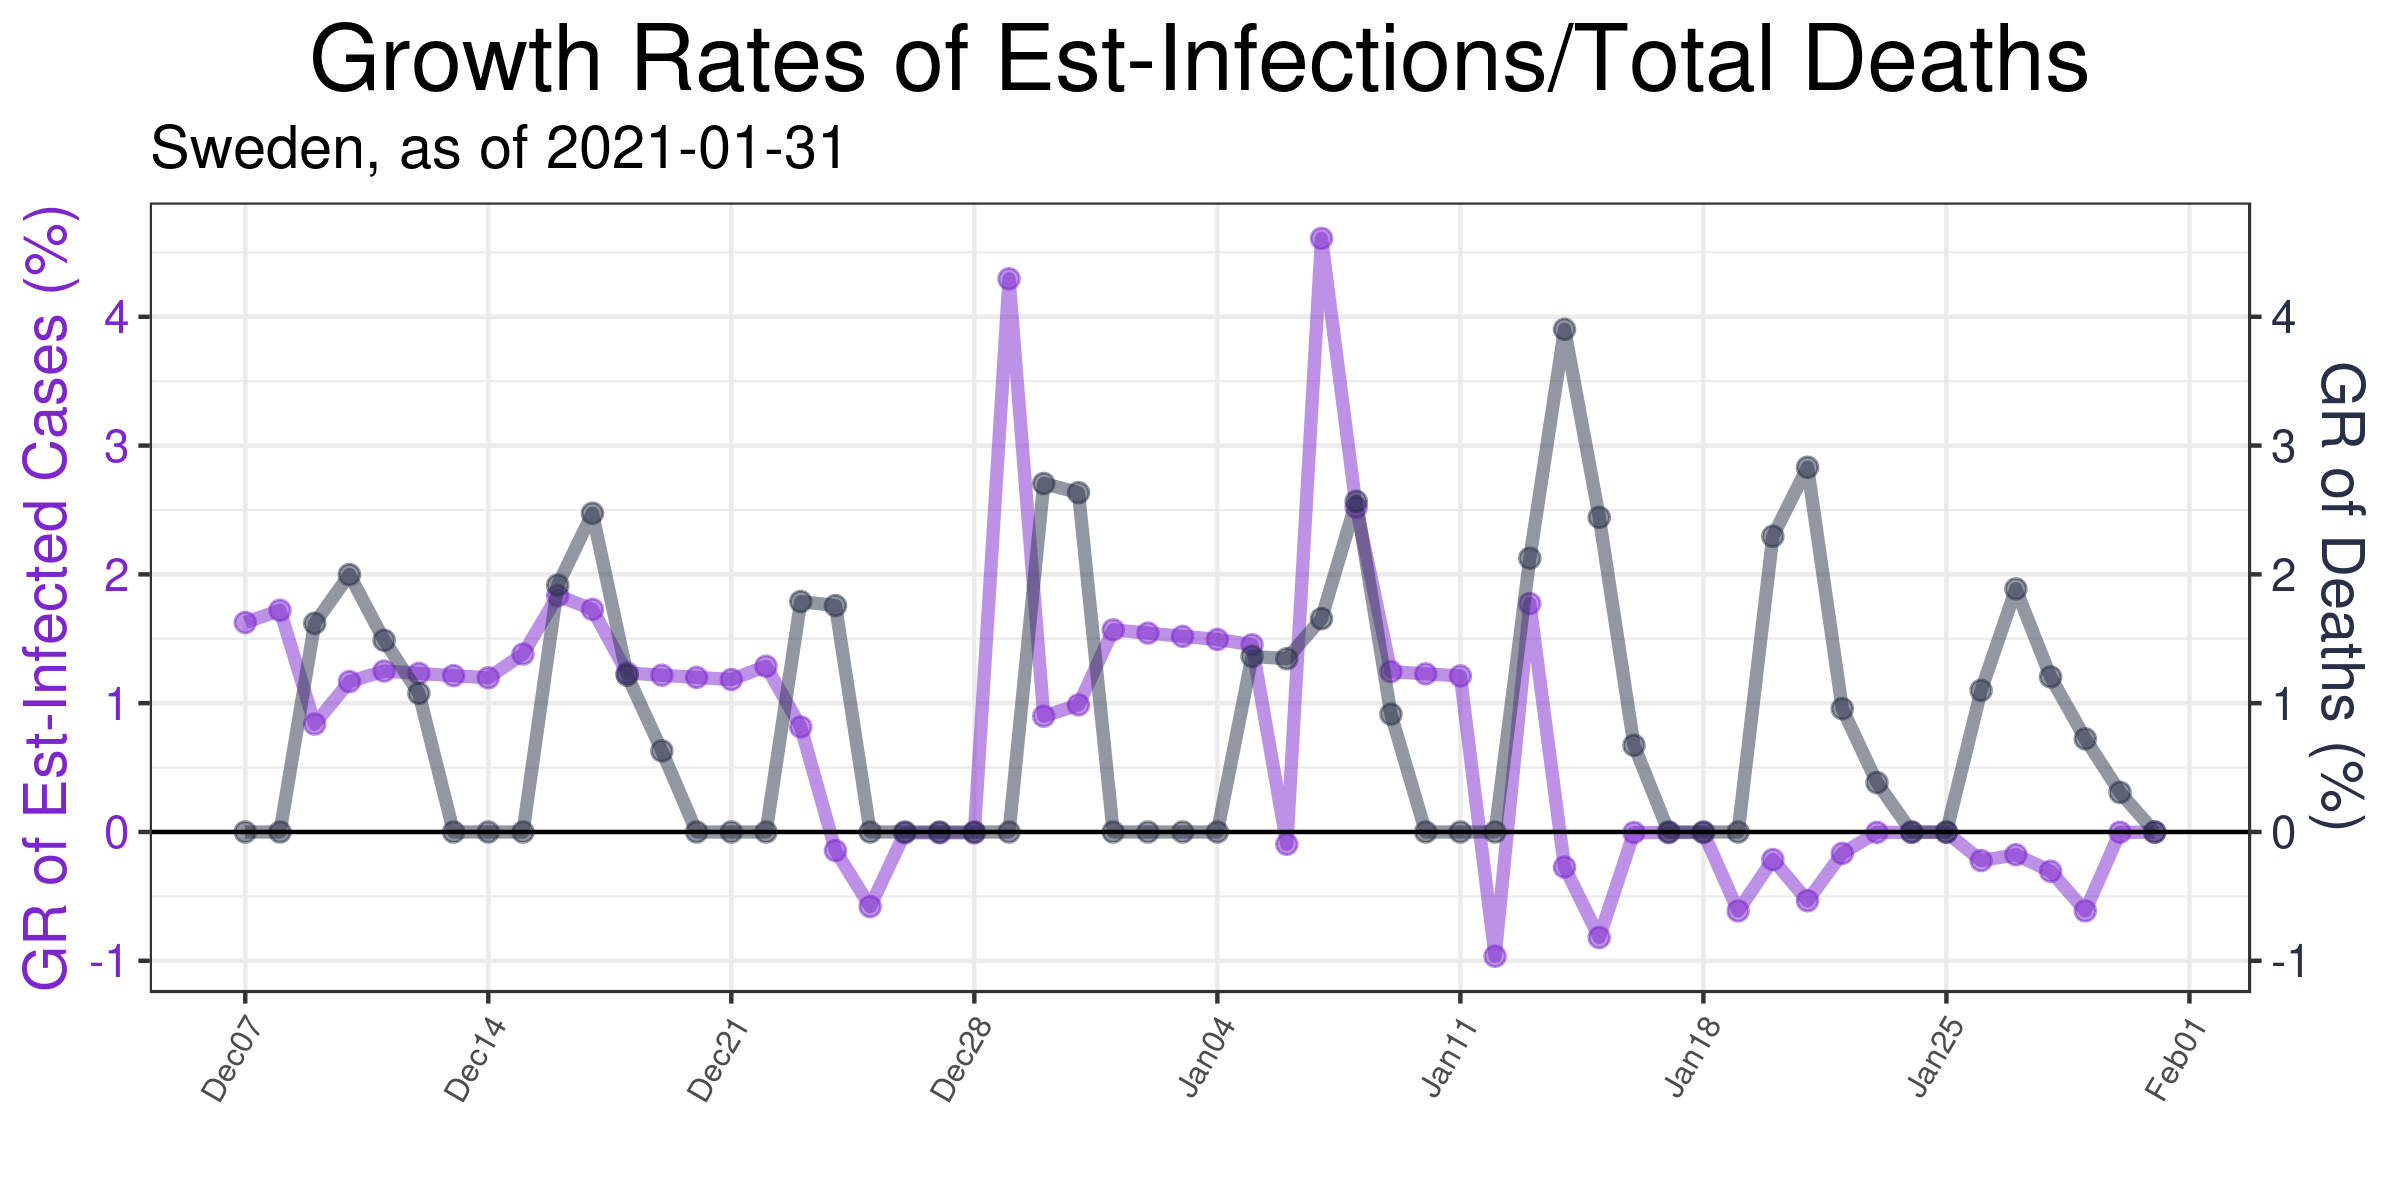 Growth Rates of Est-Infections/Total Deaths
Sweden, as of 2021-01-31
GR of Est-Infected Cases (%)
4
3
2
1
0
-1
4
3
2
1
0
-1
GR of Deaths (%)
Dec07
Dec14
Dec21
Dec28
Jan04
Jan11
Jan18
Jan25
Feb01